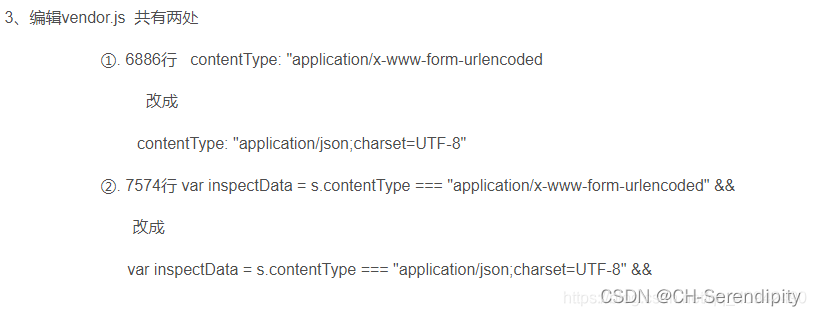 3、编辑vendor.js  共有两处
①. 6886行   contentType: "application/x-www-form-urlencoded
改成
contentType: "application/json;charset=UTF-8"
②. 7574行 var inspectData = s.contentType === "application/x-www-form-urlencoded" &&
改成
var inspectData = s.contentType === "application/json;charset=UTF-8" &&
CSDN @CH-Serendipity